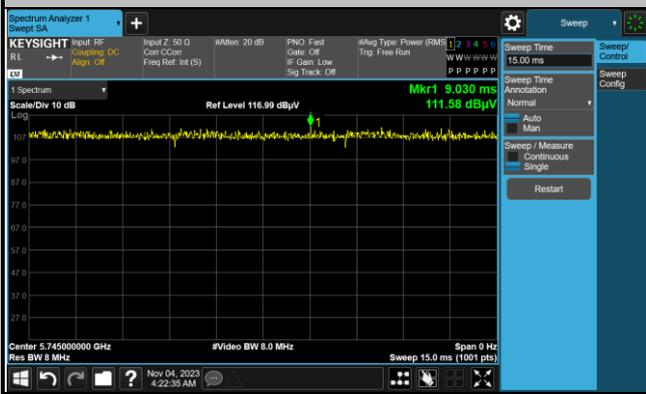 Spectrum Analyzer 1
Swept SA
Sweep
KEYSIGHT
RL
LXI
Input: RF
Coupling: DC
Align: Off
Input Z: 50 Ω
Corr CCorr
Freq Ref: Int (S)
#Atten: 20 dB
PNO: Fast
Gate: Off
IF Gain: Low
Sig Track: Off
#Avg Type: Power (RMS
Trig: Free Run
1 2 3 4 5 6
W W W W W W
P P P P P P
1 Spectrum
Scale/Div 10 dB
Log
Ref Level 116.99 dBµV
Mkr1 9.030 ms
111.58 dBµV
1
107
97.0
87.0
77.0
67.0
57.0
47.0
37.0
27.0
Center 5.745000000 GHz
Res BW 8 MHz
#Video BW 8.0 MHz
Span 0 Hz
Sweep 15.0 ms (1001 pts)
?
Nov 04, 2023
4:22:35 AM
Sweep Time
15.00 ms
Sweep Time
Annotation
Normal
Auto
Man
Sweep / Measure
Continuous
Single
Restart
Sweep/
Control
Sweep
Config